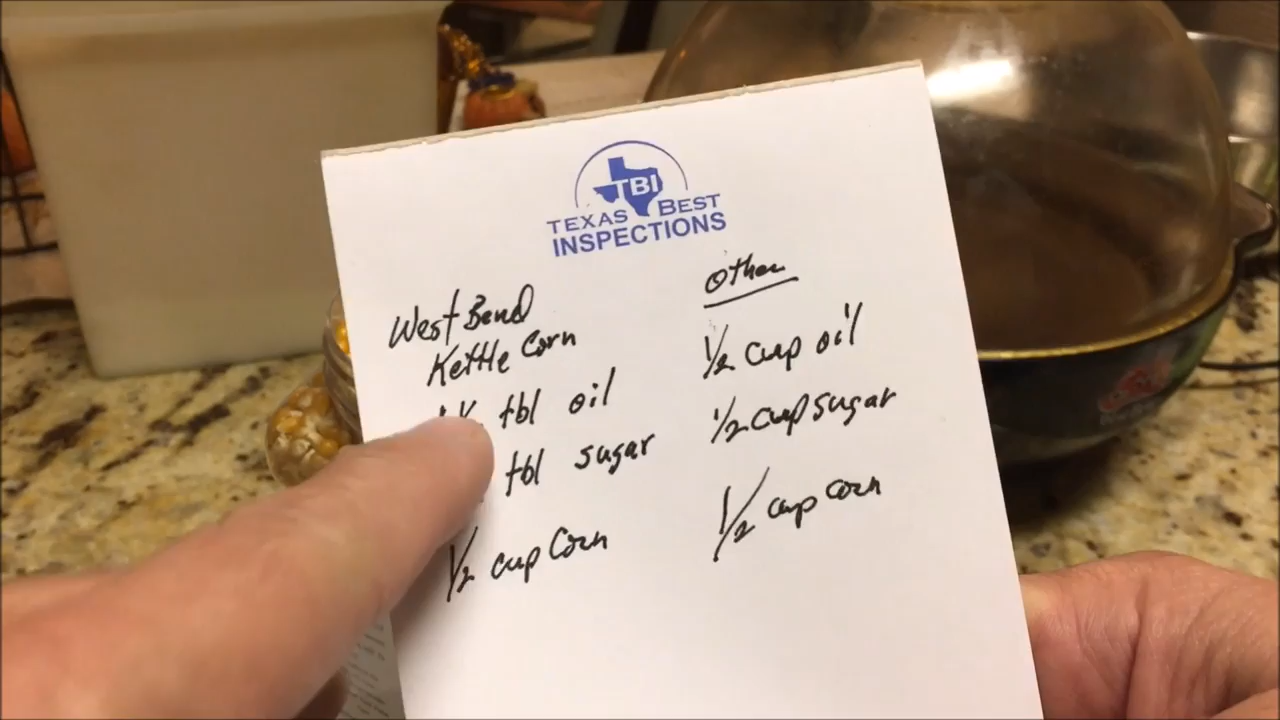 TBI
TEXAS BEST
INSPECTIONS
West Bend
Kettle Corn
tbl oil
tbl sugar
1/2 cup Corn
other
1/2 cup oil
1/2 cup sugar
1/2 cup corn